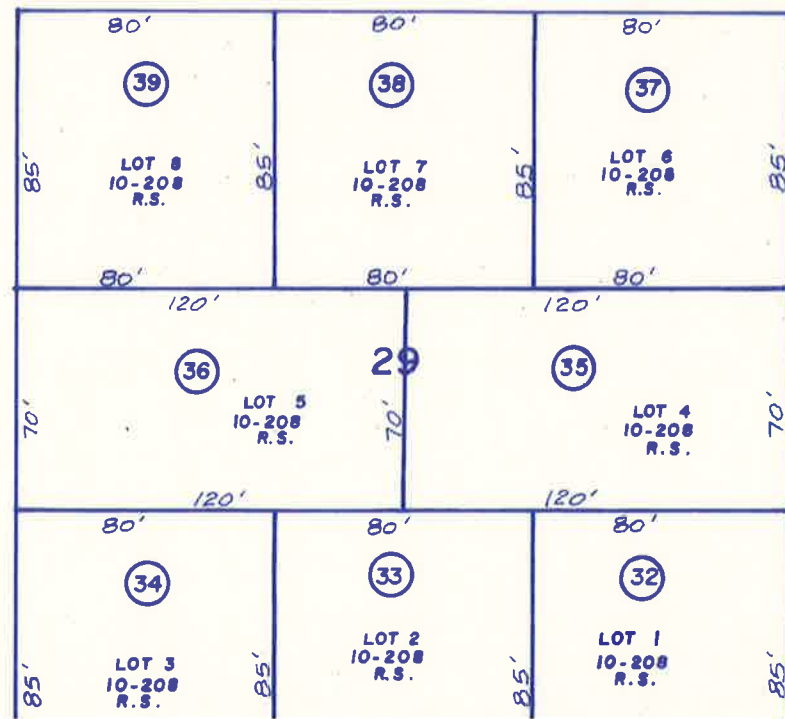 80' 80' 80'
39 38 37
LOT 8
10-208
R.S.
LOT 7
10-208
R.S.
LOT 6
10-208
R.S.
85' 85' 85' 85'
80' 80' 80'
120' 120'
36 29 35
LOT 5
10-208
R.S.
LOT 4
10-208
R.S.
70' 70' 70'
120' 120'
80' 80' 80'
34 33 32
LOT 3
10-208
R.S.
LOT 2
10-208
R.S.
LOT 1
10-208
R.S.
85' 85' 85' 85'